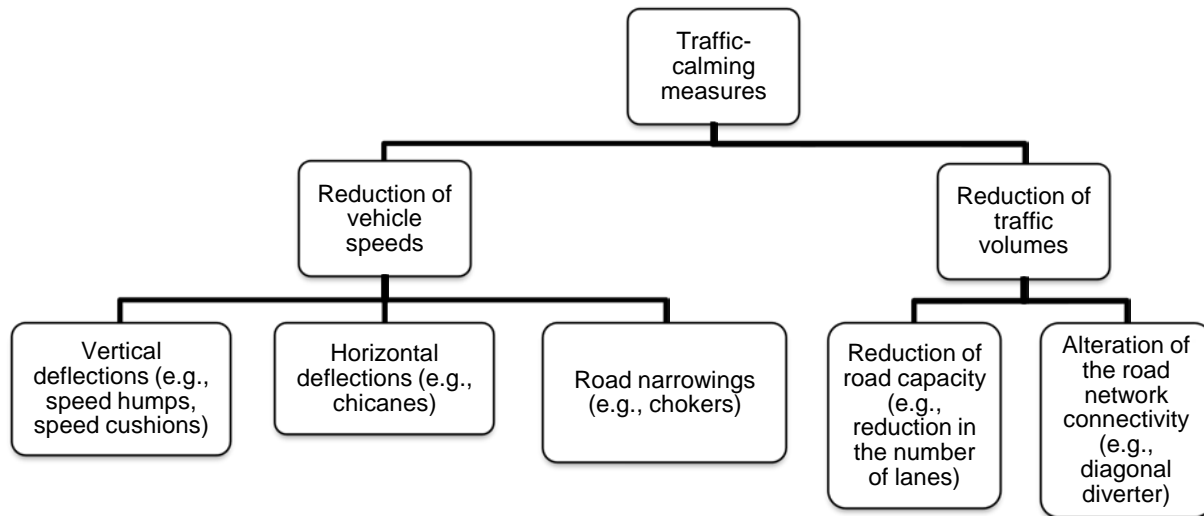 Traffic-
calming
measures
Reduction of
vehicle
speeds
Reduction of
traffic
volumes
Vertical
deflections (e.g.,
speed humps,
speed cushions)
Horizontal
deflections (e.g.,
chicanes)
Road narrowings
(e.g., chokers)
Reduction of
road capacity
(e.g.,
reduction in
the number
of lanes)
Alteration of
the road
network
connectivity
(e.g.,
diagonal
diverter)